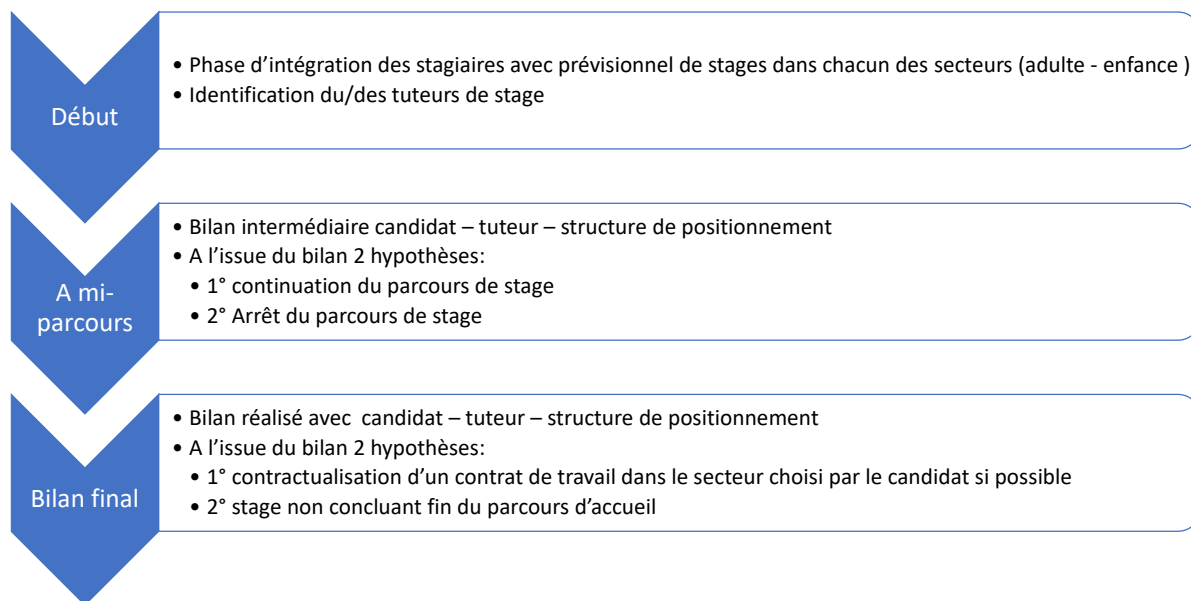 Début
• Phase d’intégration des stagiaires avec prévisionnel de stages dans chacun des secteurs (adulte - enfance )
• Identification du/des tuteurs de stage
A mi-
parcours
• Bilan intermédiaire candidat – tuteur – structure de positionnement
• A l’issue du bilan 2 hypothèses:
• 1° continuation du parcours de stage
• 2° Arrêt du parcours de stage
Bilan final
• Bilan réalisé avec  candidat – tuteur – structure de positionnement
• A l’issue du bilan 2 hypothèses:
• 1° contractualisation d’un contrat de travail dans le secteur choisi par le candidat si possible
• 2° stage non concluant fin du parcours d’accueil